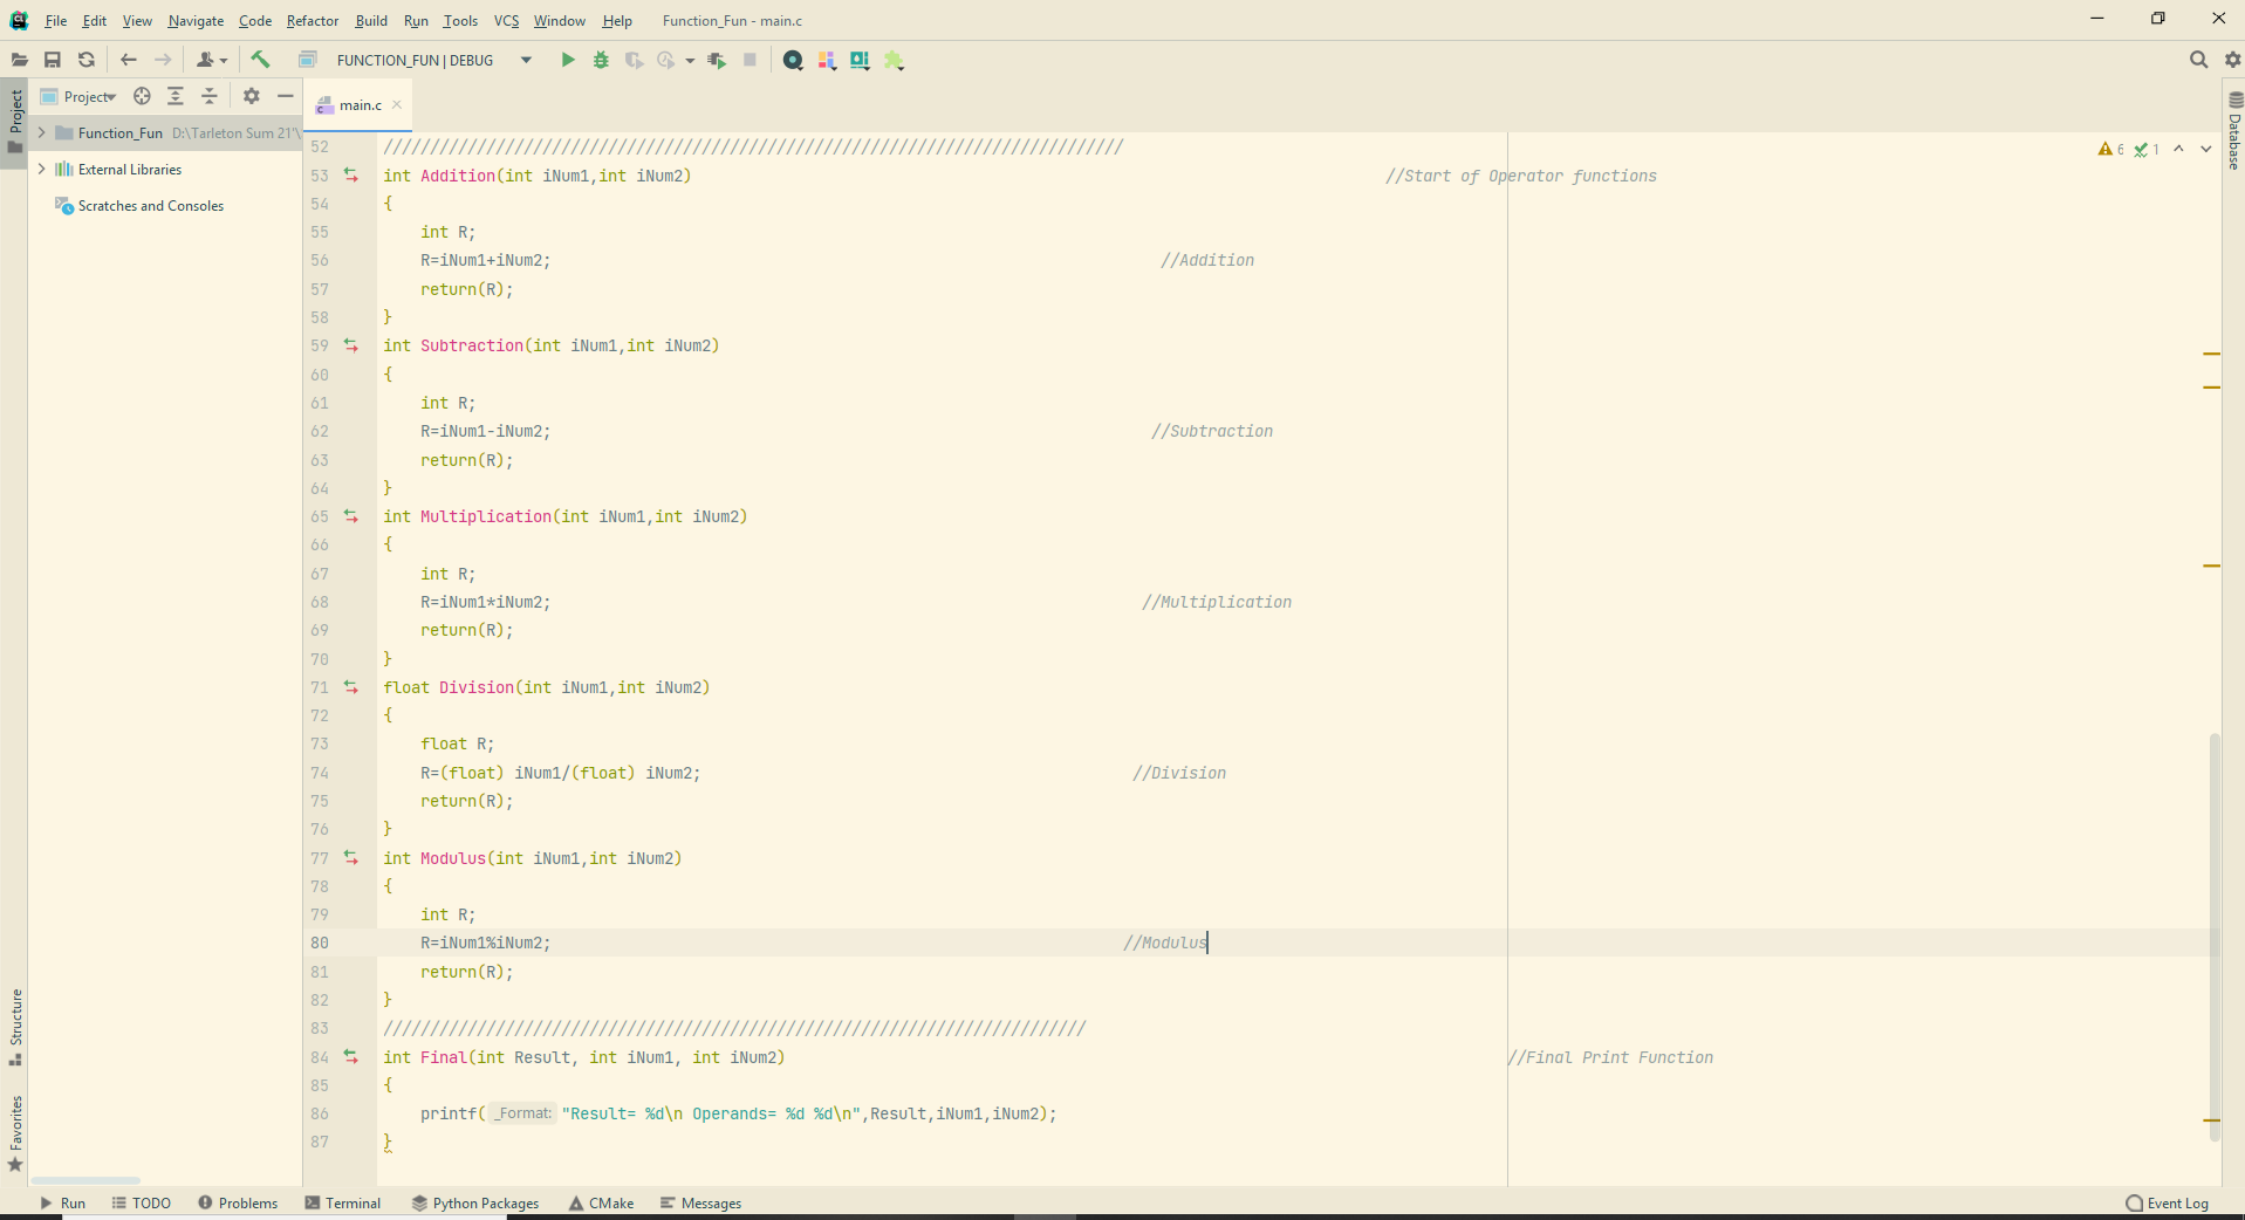 File Edit View Navigate Code Refactor Build Run Tools VCS Window Help Function_Fun - main.c
FUNCTION_FUN | DEBUG
Project
Project
main.c
Database
Function_Fun D:\Tarleton Sum 21'\
External Libraries
Scratches and Consoles
6 1
52 ///////////////////////////////////////////////////////////////////////////////
53 int Addition(int iNum1,int iNum2) //Start of Operator functions
54 {
55 int R;
56 R=iNum1+iNum2; //Addition
57 return(R);
58 }
59 int Subtraction(int iNum1,int iNum2)
60 {
61 int R;
62 R=iNum1-iNum2; //Subtraction
63 return(R);
64 }
65 int Multiplication(int iNum1,int iNum2)
66 {
67 int R;
68 R=iNum1*iNum2; //Multiplication
69 return(R);
70 }
71 float Division(int iNum1,int iNum2)
72 {
73 float R;
74 R=(float) iNum1/(float) iNum2; //Division
75 return(R);
76 }
77 int Modulus(int iNum1,int iNum2)
78 {
79 int R;
80 R=iNum1%iNum2; //Modulus
81 return(R);
82 }
83 ///////////////////////////////////////////////////////////////////////////
84 int Final(int Result, int iNum1, int iNum2) //Final Print Function
85 {
86 printf( _Format: "Result= %d\n Operands= %d %d\n",Result,iNum1,iNum2);
87 }
Structure
Favorites
Run TODO Problems Terminal Python Packages CMake Messages Event Log